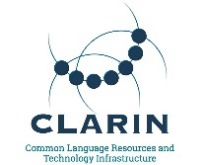 CLARIN
Common Language Resources and
Technology Infrastructure